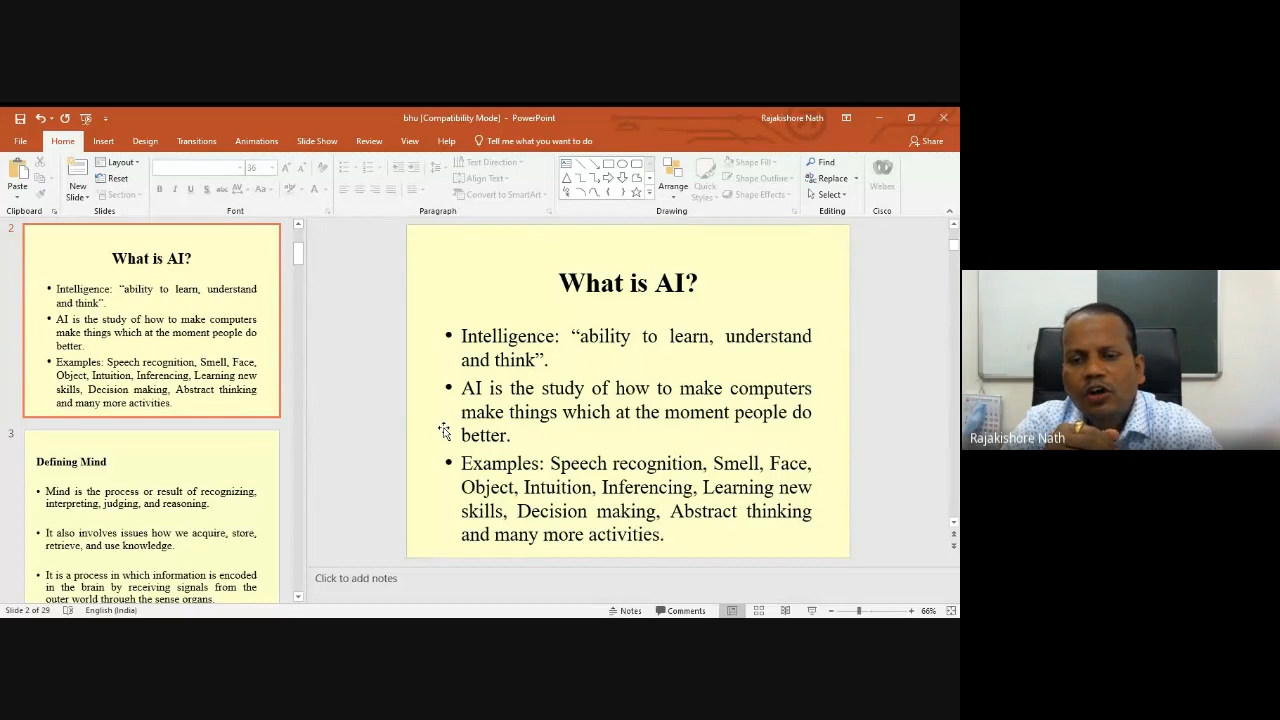 bhu [Compatibility Mode] - PowerPoint
Rajakishore Nath
File Home Insert Design Transitions Animations Slide Show Review View Help Tell me what you want to do
Share
Paste
Clipboard
New
Slide
Layout
Reset
Section
Slides
36
Font
Text Direction
Align Text
Convert to SmartArt
Paragraph
Arrange
Quick
Styles
Shape Fill
Shape Outline
Shape Effects
Drawing
Find
Replace
Select
Editing
Webex
Cisco
2
What is AI?
• Intelligence: “ability to learn, understand
and think”.
• AI is the study of how to make computers
make things which at the moment people do
better.
• Examples: Speech recognition, Smell, Face,
Object, Intuition, Inferencing, Learning new
skills, Decision making, Abstract thinking
and many more activities.
3
Defining Mind
• Mind is the process or result of recognizing,
interpreting, judging, and reasoning.
• It also involves issues how we acquire, store,
retrieve, and use knowledge.
• It is a process in which information is encoded
in the brain by receiving signals from the
outer world through the sense organs.
What is AI?
• Intelligence: “ability to learn, understand
and think”.
• AI is the study of how to make computers
make things which at the moment people do
better.
• Examples: Speech recognition, Smell, Face,
Object, Intuition, Inferencing, Learning new
skills, Decision making, Abstract thinking
and many more activities.
Click to add notes
Slide 2 of 29 English (India)
Notes Comments 66%
Rajakishore Nath